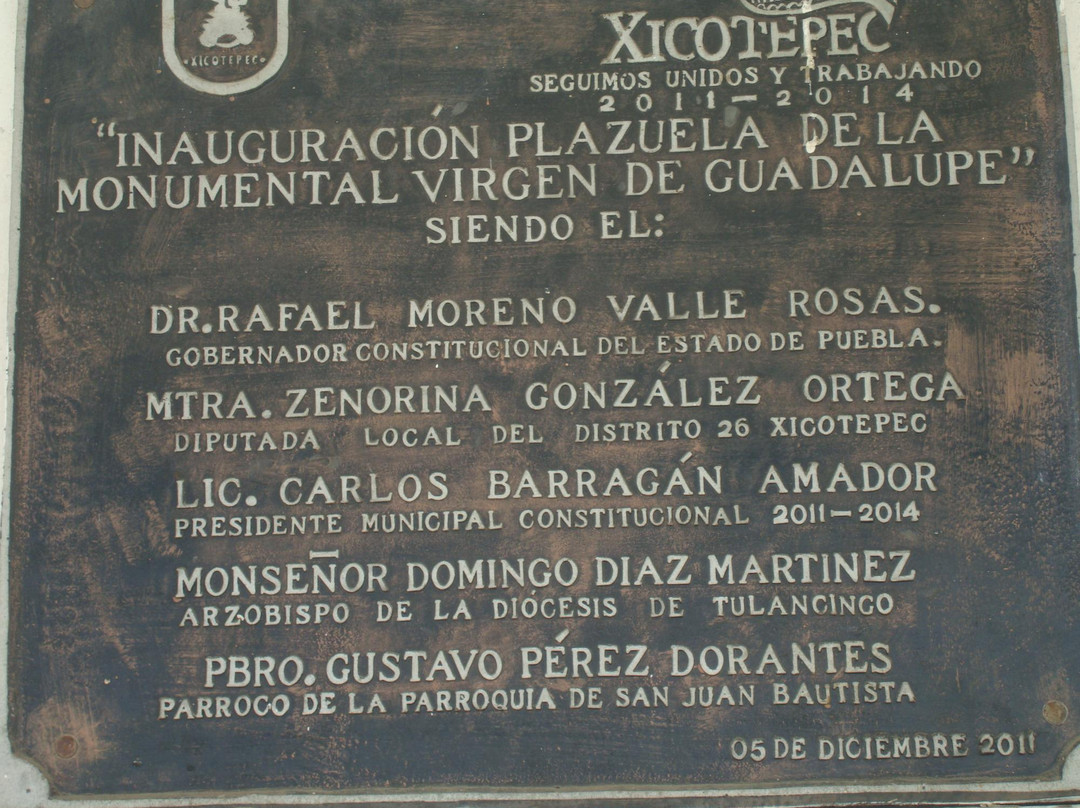 XICOTEPEC
XICOTEPEC
SEGUIMOS UNIDOS Y TRABAJANDO
2011-2014
"INAUGURACIÓN PLAZUELA DE LA
MONUMENTAL VIRGEN DE GUADALUPE"
SIENDO EL:
DR. RAFAEL MORENO VALLE ROSAS.
GOBERNADOR CONSTITUCIONAL DEL ESTADO DE PUEBLA.
MTRA. ZENORINA GONZÁLEZ ORTEGA
DIPUTADA LOCAL DEL DISTRITO 26 XICOTEPEC
LIC. CARLOS BARRAGÁN AMADOR
PRESIDENTE MUNICIPAL CONSTITUCIONAL 2011-2014
MONSEÑOR DOMINGO DIAZ MARTINEZ
ARZOBISPO DE LA DIÓCESIS DE TULANCINGO
PBRO. GUSTAVO PÉREZ DORANTES
PARROCO DE LA PARROQUIA DE SAN JUAN BAUTISTA
05 DE DICIEMBRE 2011